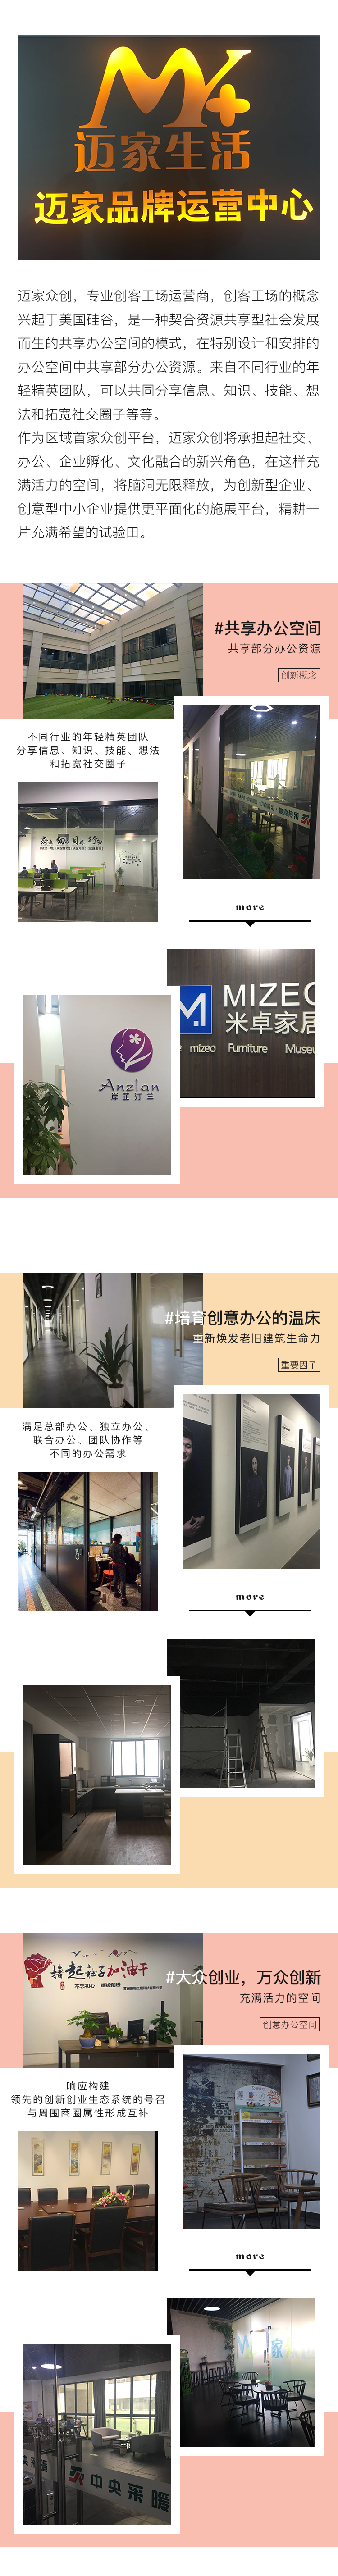 迈家生活
迈家品牌运营中心
迈家众创，专业创客工场运营商，创客工场的概念
兴起于美国硅谷，是一种契合资源共享型社会发展
而生的共享办公空间的模式，在特别设计和安排的
办公空间中共享部分办公资源。来自不同行业的年
轻精英团队，可以共同分享信息、知识、技能、想
法和拓宽社交圈子等等。
作为区域首家众创平台，迈家众创将承担起社交、
办公、企业孵化、文化融合的新兴角色，在这样充
满活力的空间，将脑洞无限释放，为创新型企业、
创意型中小企业提供更平面化的施展平台，精耕一
片充满希望的试验田。
#共享办公空间
共享部分办公资源
创新概念
不同行业的年轻精英团队
分享信息、知识、技能、想法
和拓宽社交圈子
more
MIZEO
米卓家居
mizeo Furniture Museu
Anzlan
岸芷汀兰
#培育创意办公的温床
重新焕发老旧建筑生命力
重要因子
满足总部办公、独立办公、
联合办公、团队协作等
不同的办公需求
more
撸起袖子加油干
不忘初心 继续前进
#大众创业，万众创新
充满活力的空间
创意办公空间
响应构建
领先的创新创业生态系统的号召
与周围商圈属性形成互补
more
家
中央采暖